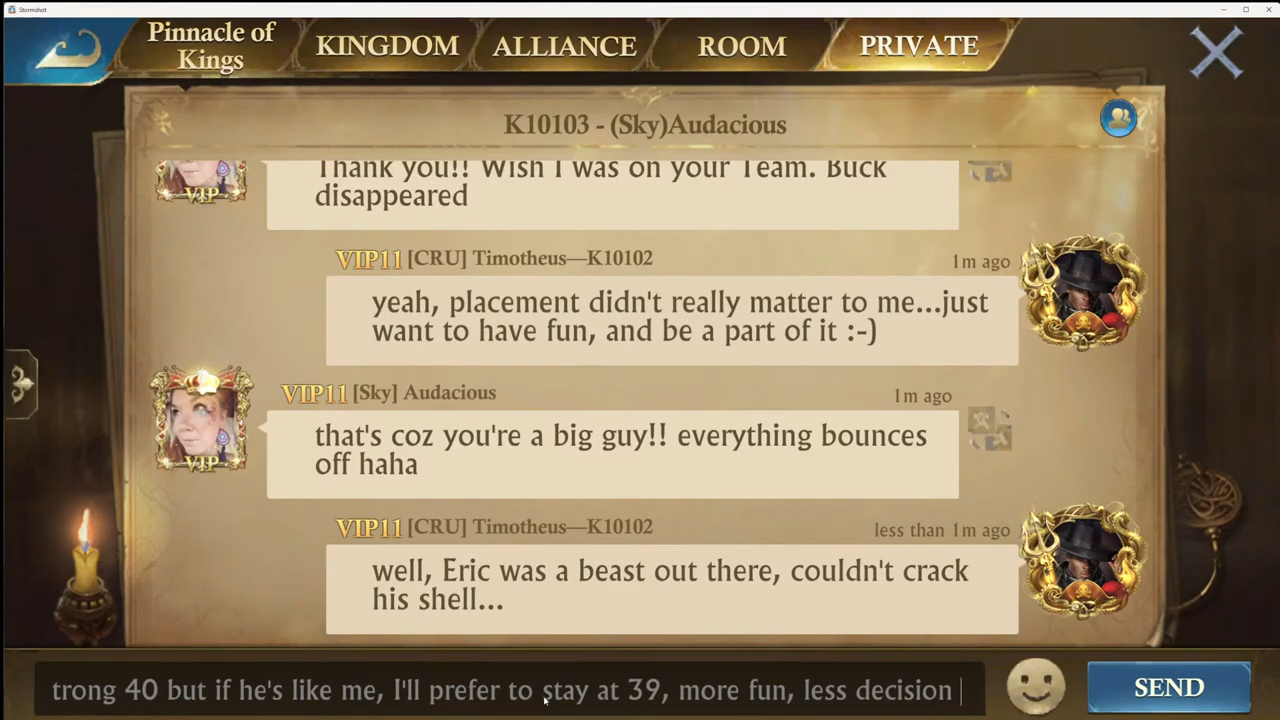 Stormshot
Pinnacle of
Kings
KINGDOM
ALLIANCE
ROOM
PRIVATE
K10103 - (Sky)Audacious
VIP
Thank you!! Wish I was on your Team. Buck
disappeared
VIP11 [CRU] Timotheus—K10102
1m ago
yeah, placement didn't really matter to me...just
want to have fun, and be a part of it :-)
VIP11 [Sky] Audacious
1m ago
VIP
that's coz you're a big guy!! everything bounces
off haha
VIP11 [CRU] Timotheus—K10102
less than 1m ago
well, Eric was a beast out there, couldn't crack
his shell...
trong 40 but if he's like me, I'll prefer to stay at 39, more fun, less decision
SEND